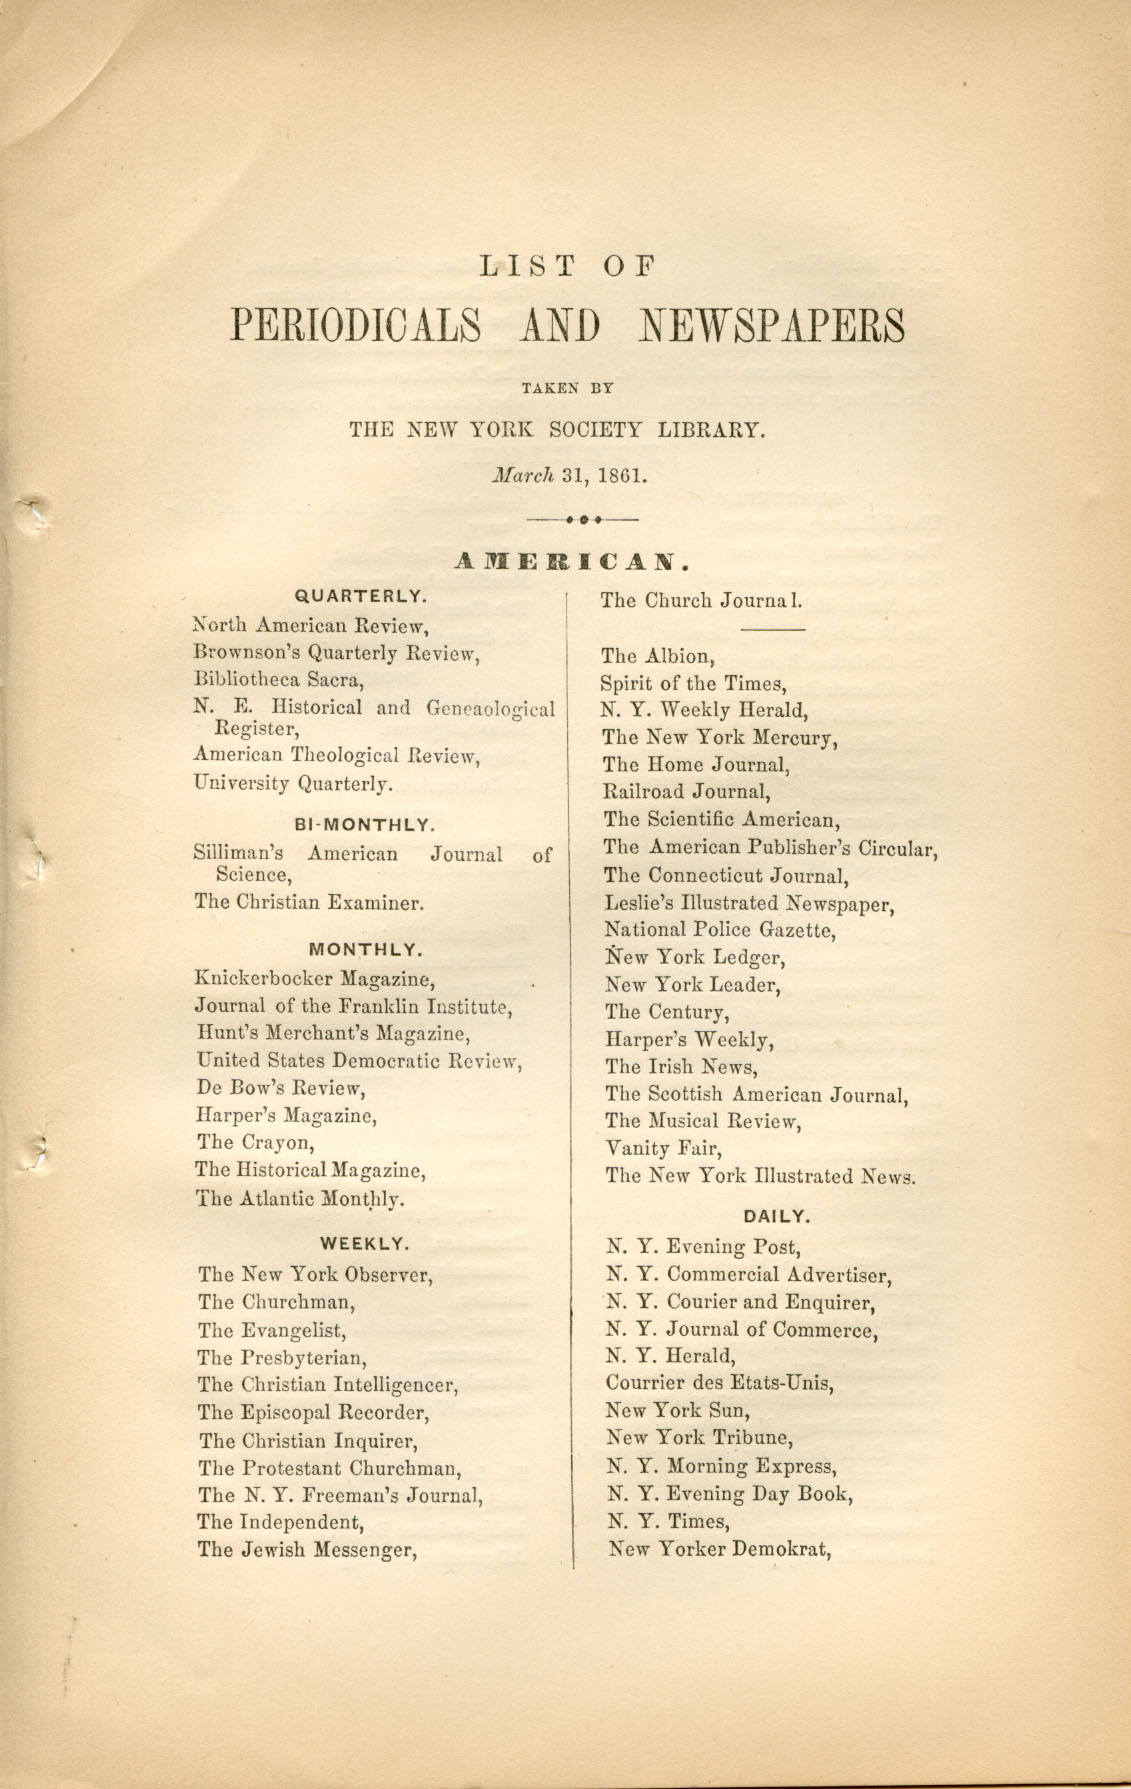 LIST OF
PERIODICALS AND NEWSPAPERS
TAKEN BY
THE NEW YORK SOCIETY LIBRARY.
March 31, 1861.
AMERICAN.
QUARTERLY.
North American Review,
Brownson's Quarterly Review,
Bibliotheca Sacra,
N. E. Historical and Geneaological
Register,
American Theological Review,
University Quarterly.
BI-MONTHLY.
Silliman's American Journal of
Science,
The Christian Examiner.
MONTHLY.
Knickerbocker Magazine,
Journal of the Franklin Institute,
Hunt's Merchant's Magazine,
United States Democratic Review,
De Bow's Review,
Harper's Magazine,
The Crayon,
The Historical Magazine,
The Atlantic Monthly.
WEEKLY.
The New York Observer,
The Churchman,
The Evangelist,
The Presbyterian,
The Christian Intelligencer,
The Episcopal Recorder,
The Christian Inquirer,
The Protestant Churchman,
The N. Y. Freeman's Journal,
The Independent,
The Jewish Messenger,
The Church Journal.
The Albion,
Spirit of the Times,
N. Y. Weekly Herald,
The New York Mercury,
The Home Journal,
Railroad Journal,
The Scientific American,
The American Publisher's Circular,
The Connecticut Journal,
Leslie's Illustrated Newspaper,
National Police Gazette,
New York Ledger,
New York Leader,
The Century,
Harper's Weekly,
The Irish News,
The Scottish American Journal,
The Musical Review,
Vanity Fair,
The New York Illustrated News.
DAILY.
N. Y. Evening Post,
N. Y. Commercial Advertiser,
N. Y. Courier and Enquirer,
N. Y. Journal of Commerce,
N. Y. Herald,
Courrier des Etats-Unis,
New York Sun,
New York Tribune,
N. Y. Morning Express,
N. Y. Evening Day Book,
N. Y. Times,
New Yorker Demokrat,